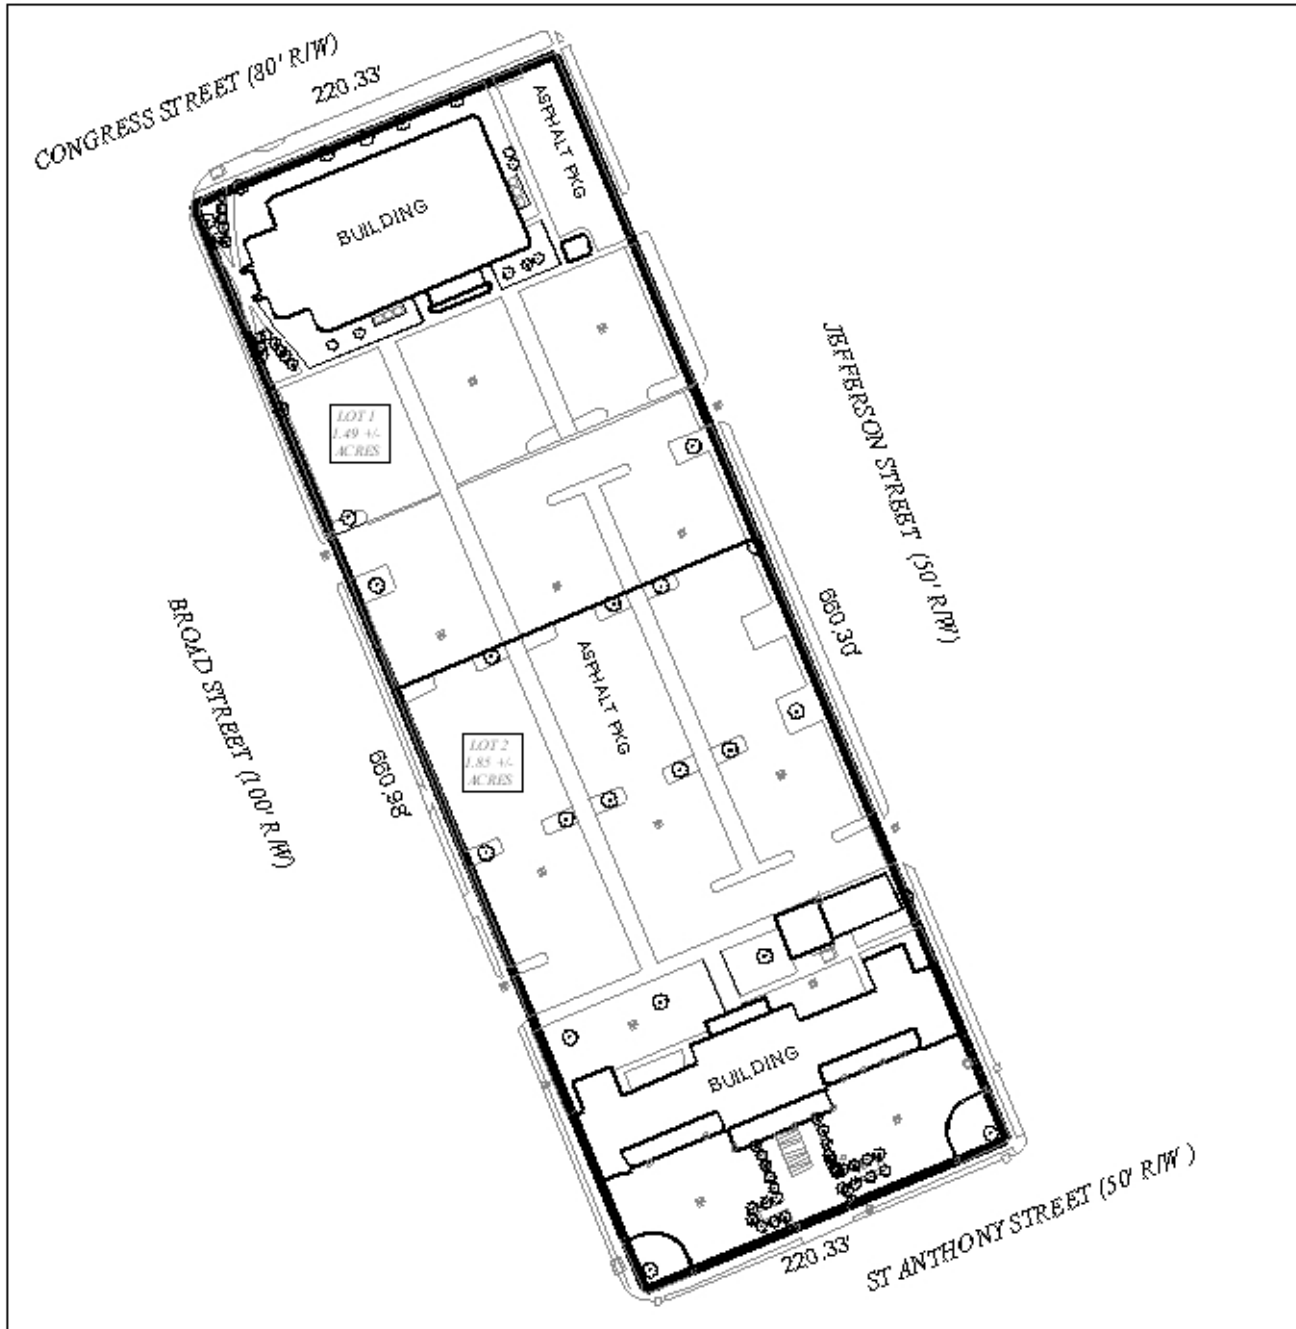 CONGRESS STREET (80' R/W)
220.33'
ASPHALT PKG
BUILDING
JEFFERSON STREET (50' R/W)
LOT 1
1.49 +/-
ACRES
660.30'
BROAD STREET (100' R/W)
ASPHALT PKG
LOT 2
1.85 +/-
ACRES
660.98'
BUILDING
ST ANTHONY STREET (50' R/W )
220.33'